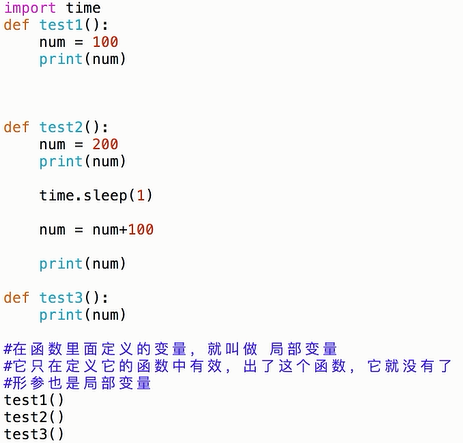 import time
def test1():
    num = 100
    print(num)
def test2():
    num = 200
    print(num)
    time.sleep(1)
    num = num+100
    print(num)
def test3():
    print(num)
#在函数里面定义的变量，就叫做 局部变量
#它只在定义它的函数中有效，出了这个函数，它就没有了
#形参也是局部变量
test1()
test2()
test3()